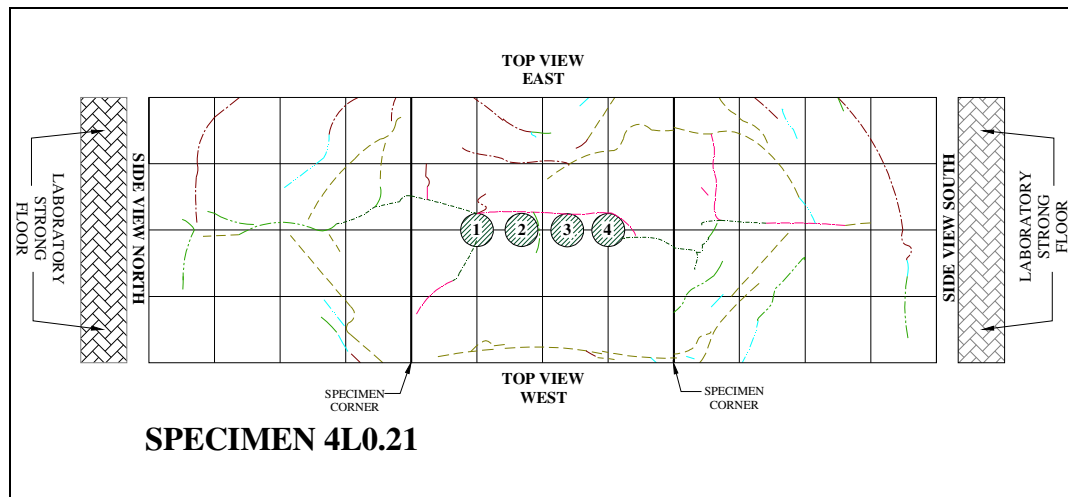 TOP VIEW
EAST
LABORATORY
STRONG
FLOOR
SIDE VIEW NORTH
1
2
3
4
SIDE VIEW SOUTH
LABORATORY
STRONG
FLOOR
SPECIMEN
CORNER
TOP VIEW
WEST
SPECIMEN
CORNER
SPECIMEN 4L0.21